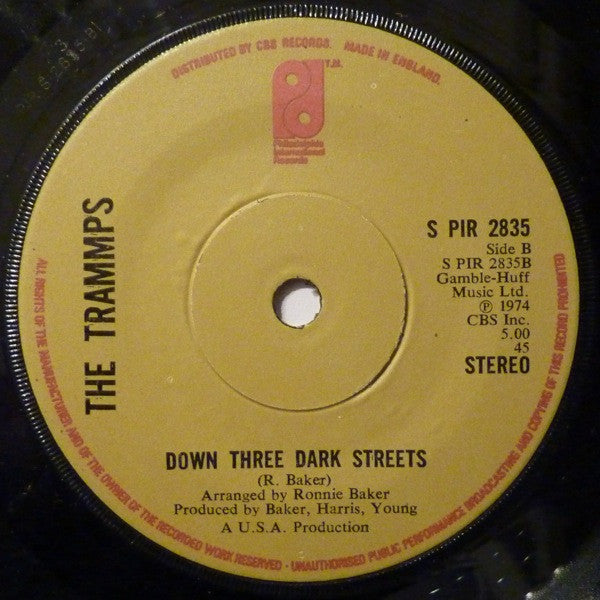 DISTRIBUTED BY CBS RECORDS. MADE IN ENGLAND.
T.M.
Philadelphia
International
Records
THE TRAMMPS
S PIR 2835
Side B
S PIR 2835B
Gamble-Huff
Music Ltd.
℗ 1974
CBS Inc.
5.00
45
STEREO
DOWN THREE DARK STREETS
(R. Baker)
Arranged by Ronnie Baker
Produced by Baker, Harris, Young
A U.S.A. Production
ALL RIGHTS OF THE MANUFACTURER AND OF THE OWNER OF THE RECORDED WORK RESERVED - UNAUTHORISED PUBLIC PERFORMANCE BROADCASTING AND COPYING OF THIS RECORD PROHIBITED